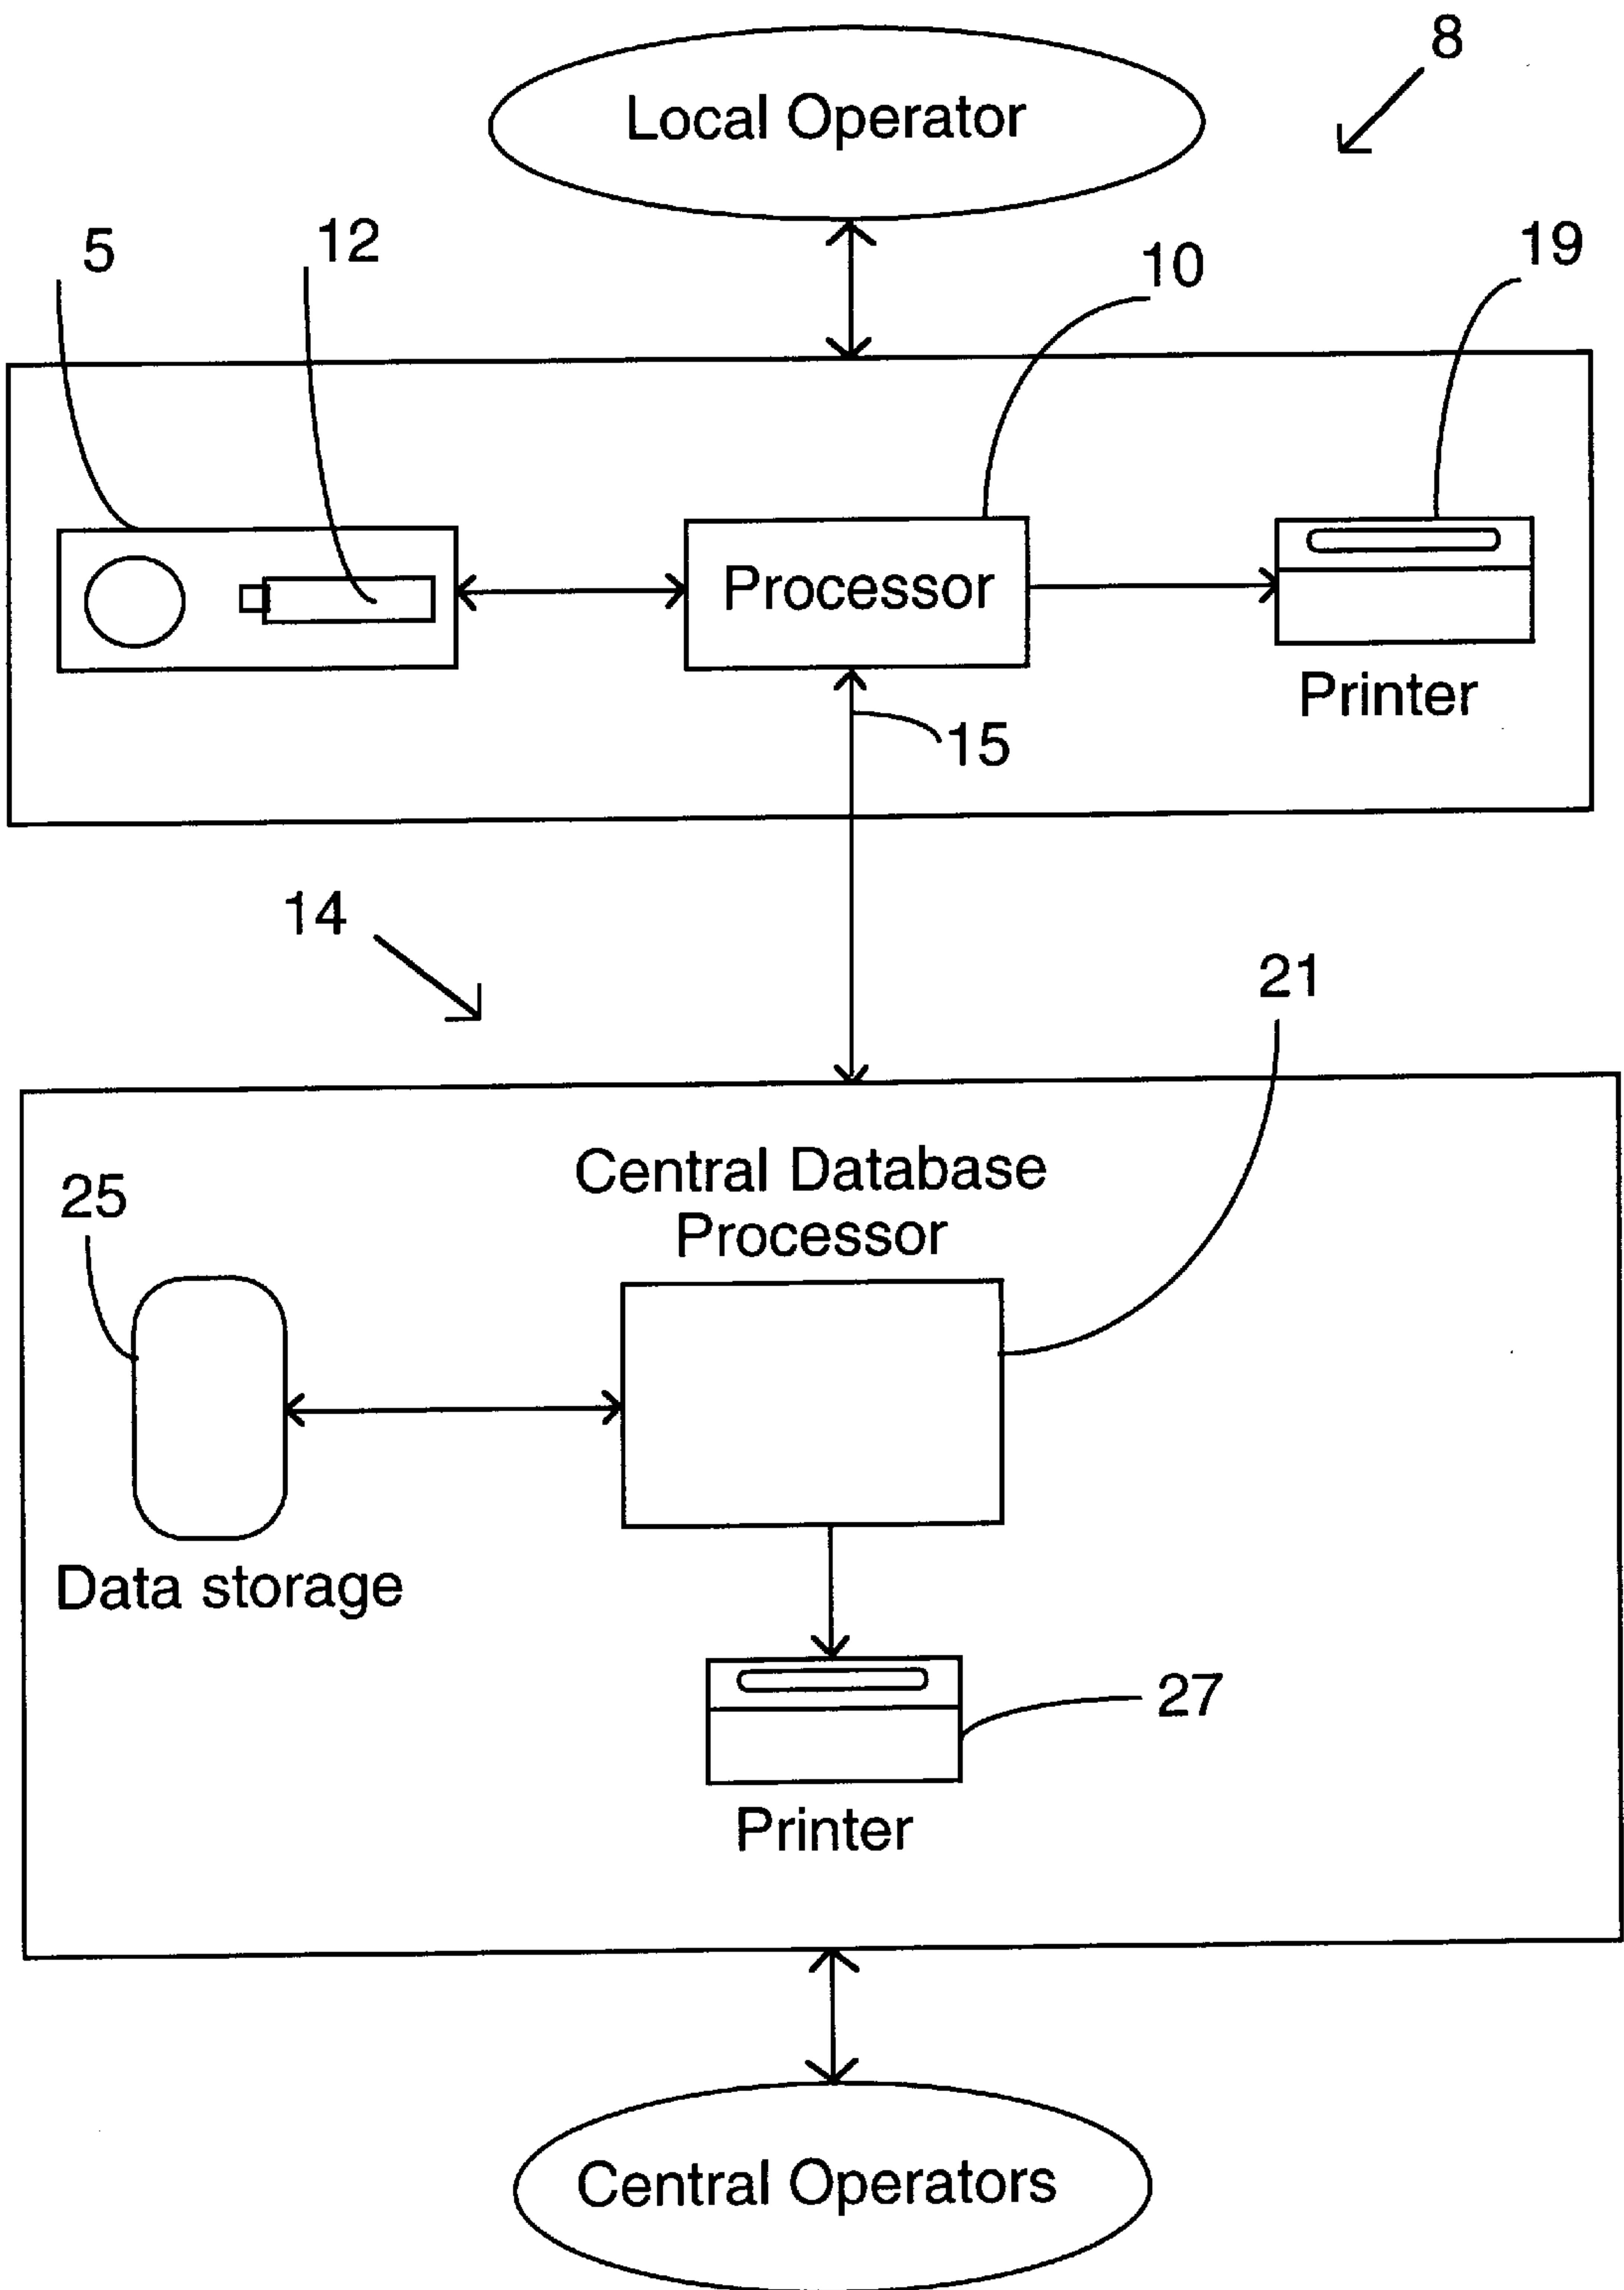 8
Local Operator
5
12
10
19
Processor
Printer
15
14
21
Central Database
Processor
25
Data storage
27
Printer
Central Operators